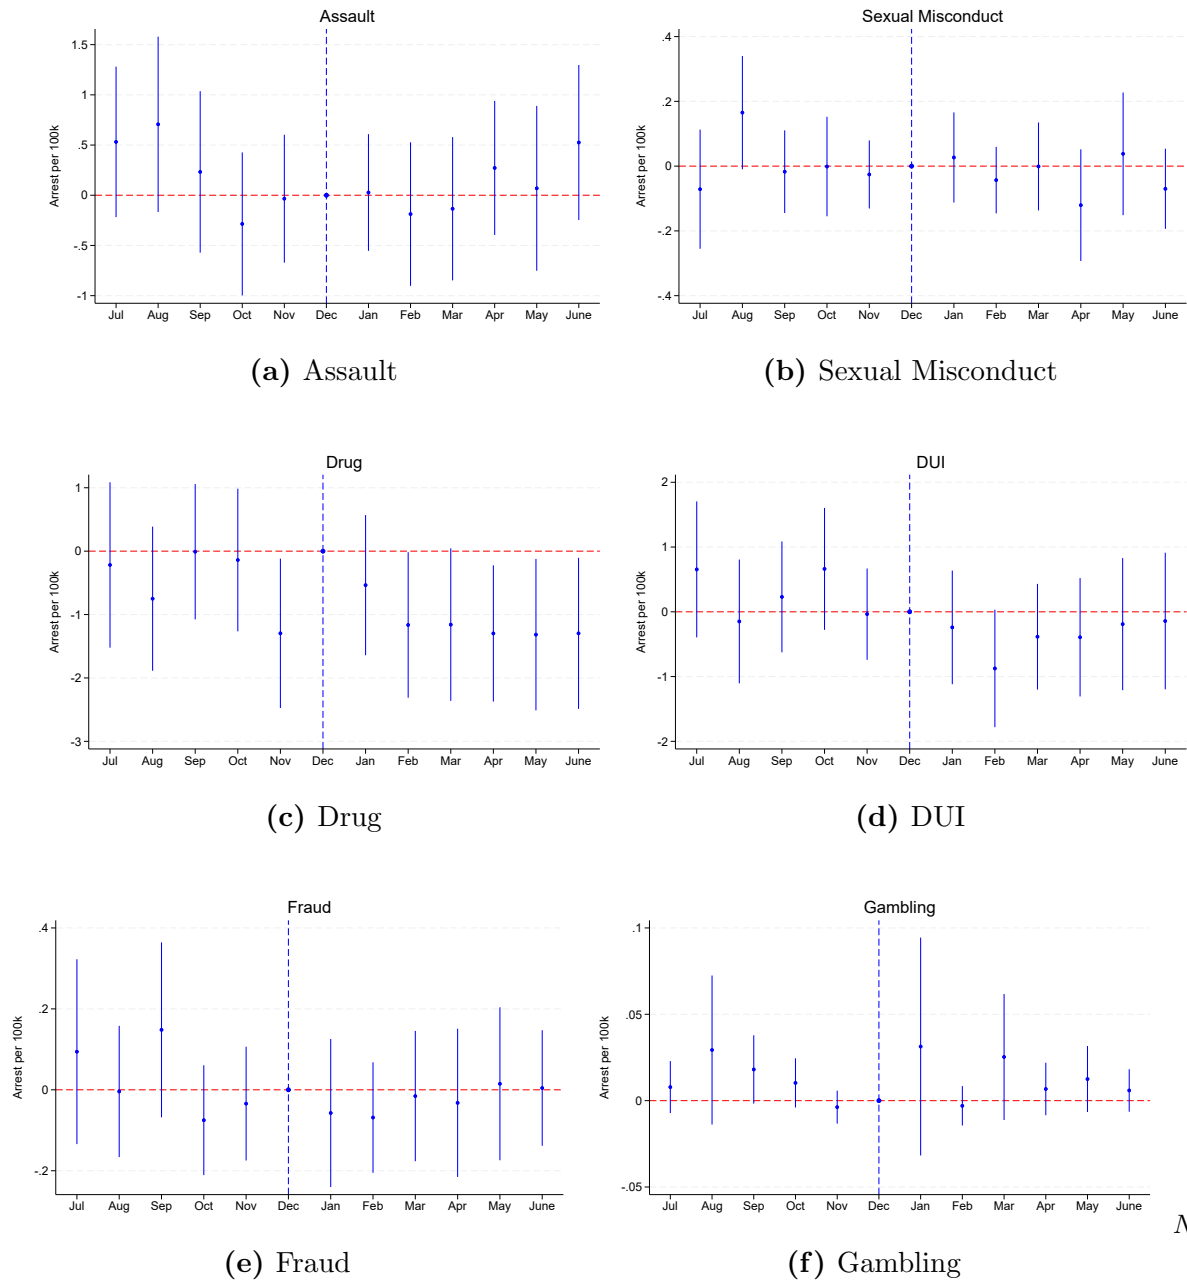 Assault
Arrest per 100k
1.5
1
.5
0
-.5
-1
Jul Aug Sep Oct Nov Dec Jan Feb Mar Apr May June
(a) Assault
Sexual Misconduct
Arrest per 100k
.4
.2
0
-.2
-.4
Jul Aug Sep Oct Nov Dec Jan Feb Mar Apr May June
(b) Sexual Misconduct
Drug
Arrest per 100k
1
0
-1
-2
-3
Jul Aug Sep Oct Nov Dec Jan Feb Mar Apr May June
(c) Drug
DUI
Arrest per 100k
2
1
0
-1
-2
Jul Aug Sep Oct Nov Dec Jan Feb Mar Apr May June
(d) DUI
Fraud
Arrest per 100k
.4
.2
0
-.2
Jul Aug Sep Oct Nov Dec Jan Feb Mar Apr May June
(e) Fraud
Gambling
Arrest per 100k
.1
.05
0
-.05
Jul Aug Sep Oct Nov Dec Jan Feb Mar Apr May June
(f) Gambling